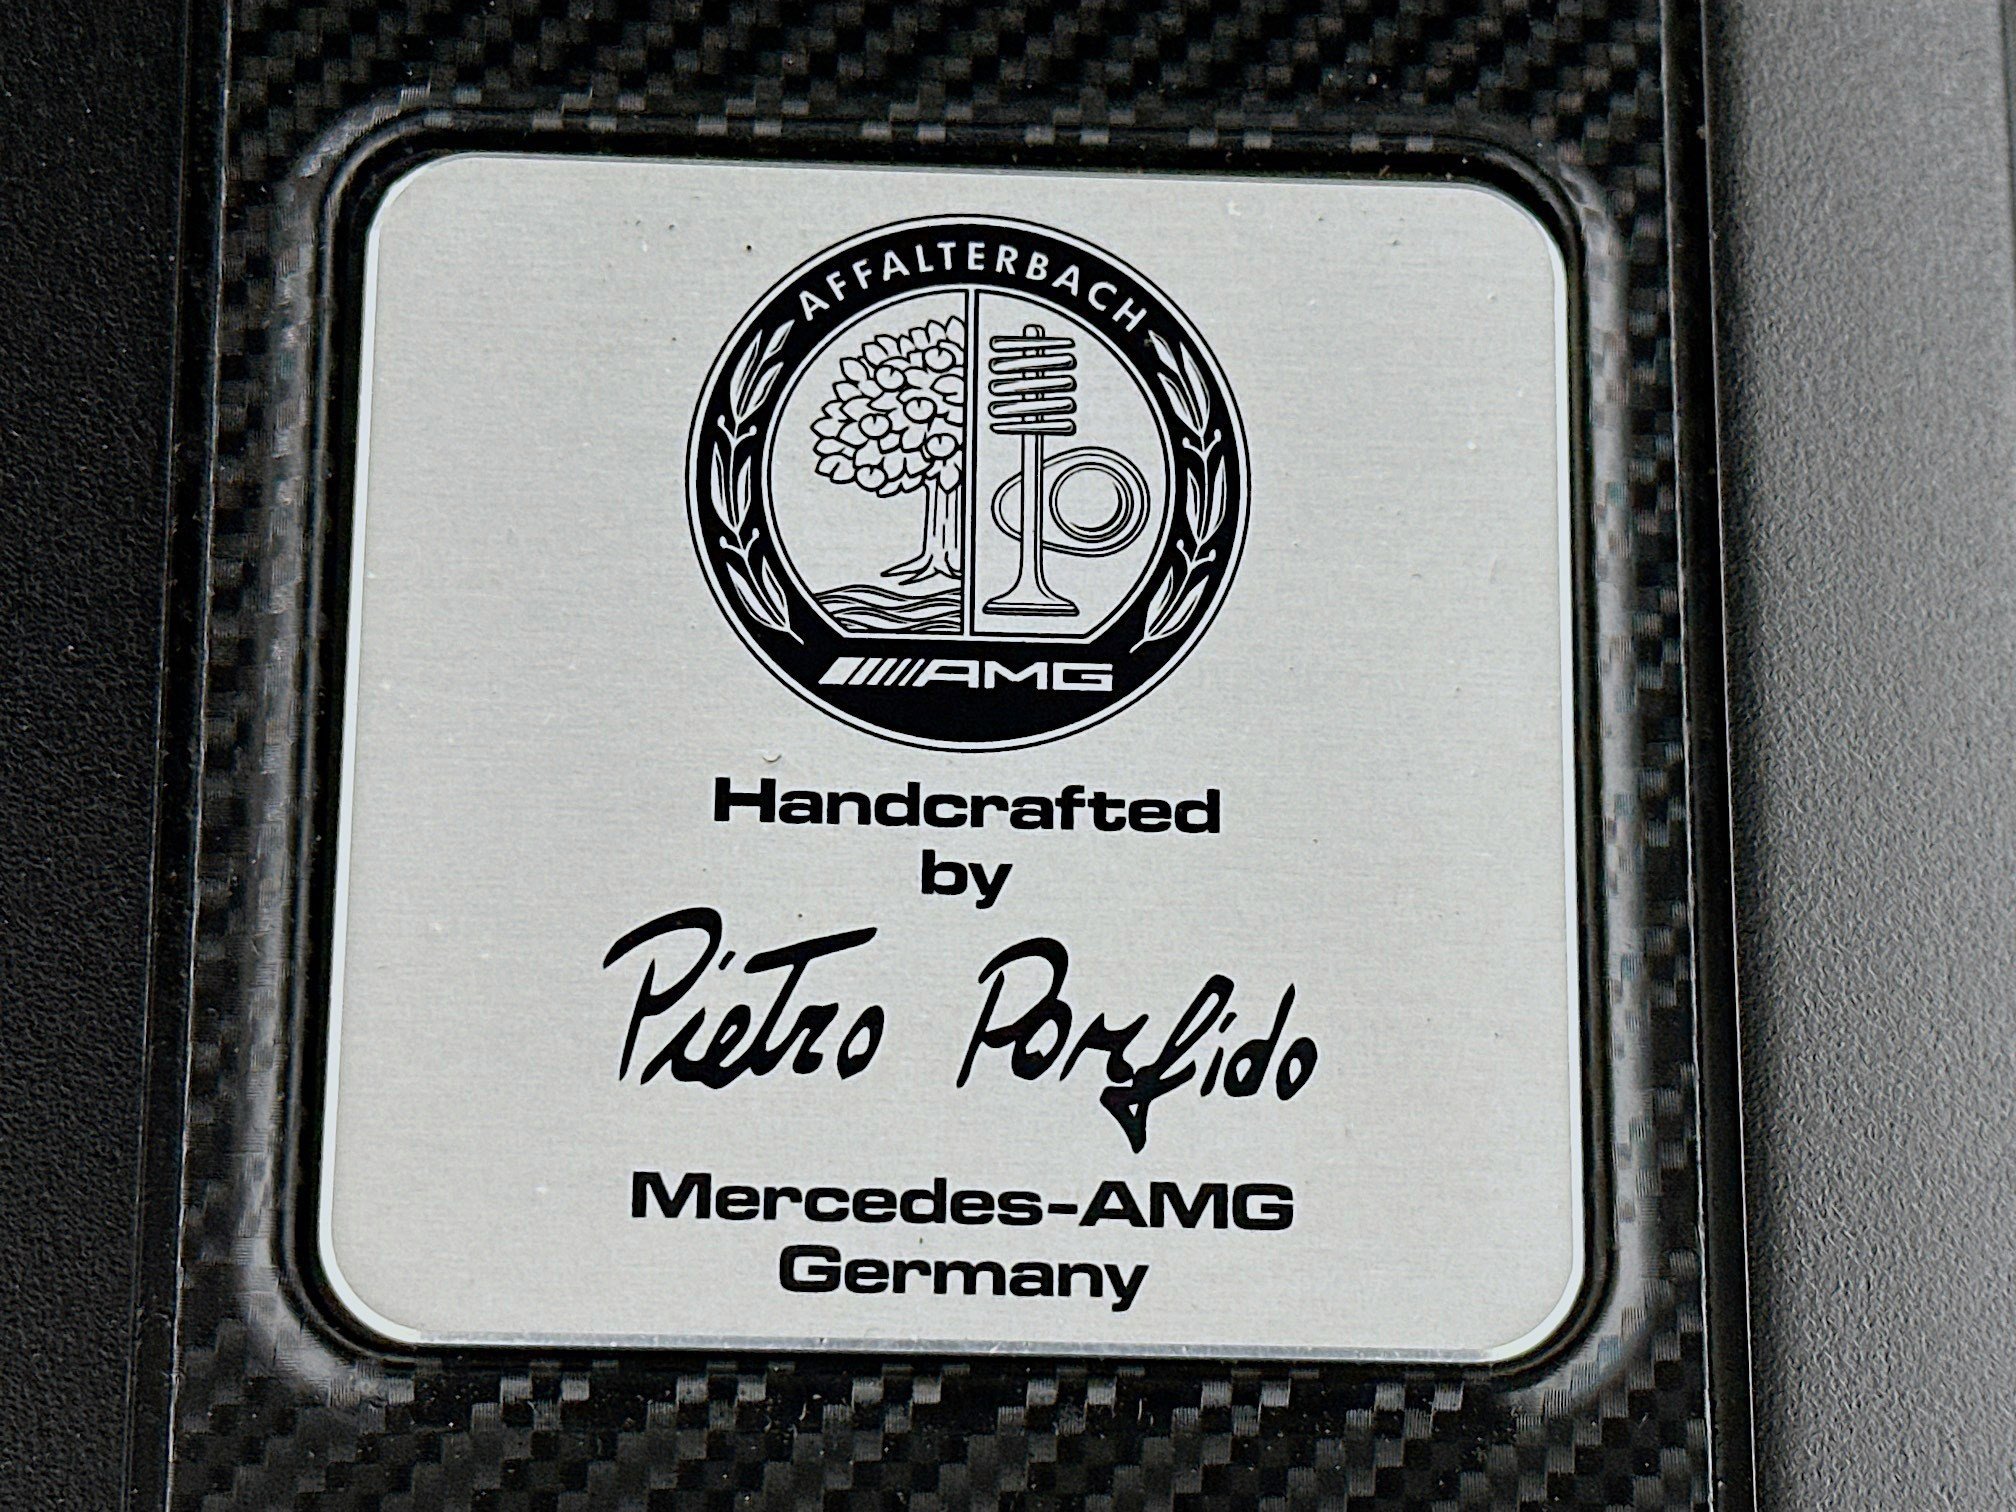 AFFALTERBACH
AMG
Handcrafted
by
Pietro Porfido
Mercedes-AMG
Germany